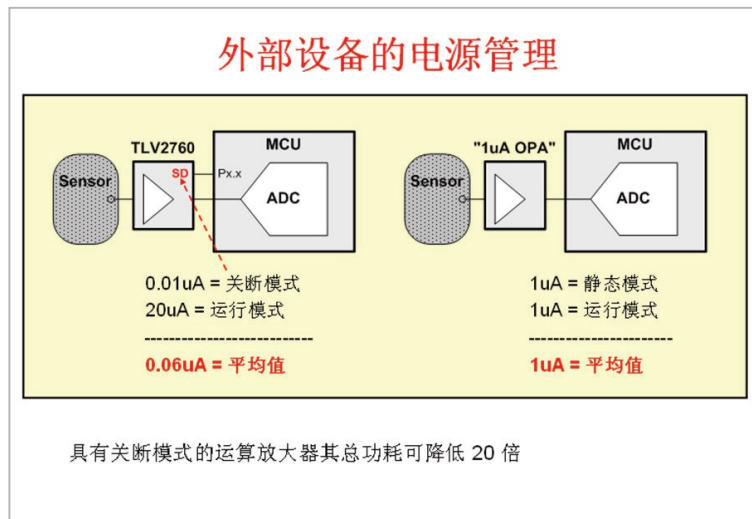 外部设备的电源管理
TLV2760
MCU
SD
Px.x
Sensor
ADC
0.01uA = 关断模式
20uA = 运行模式
---------------------------
0.06uA = 平均值
"1uA OPA"
MCU
Sensor
ADC
1uA = 静态模式
1uA = 运行模式
-----------------------
1uA = 平均值
具有关断模式的运算放大器其总功耗可降低 20 倍